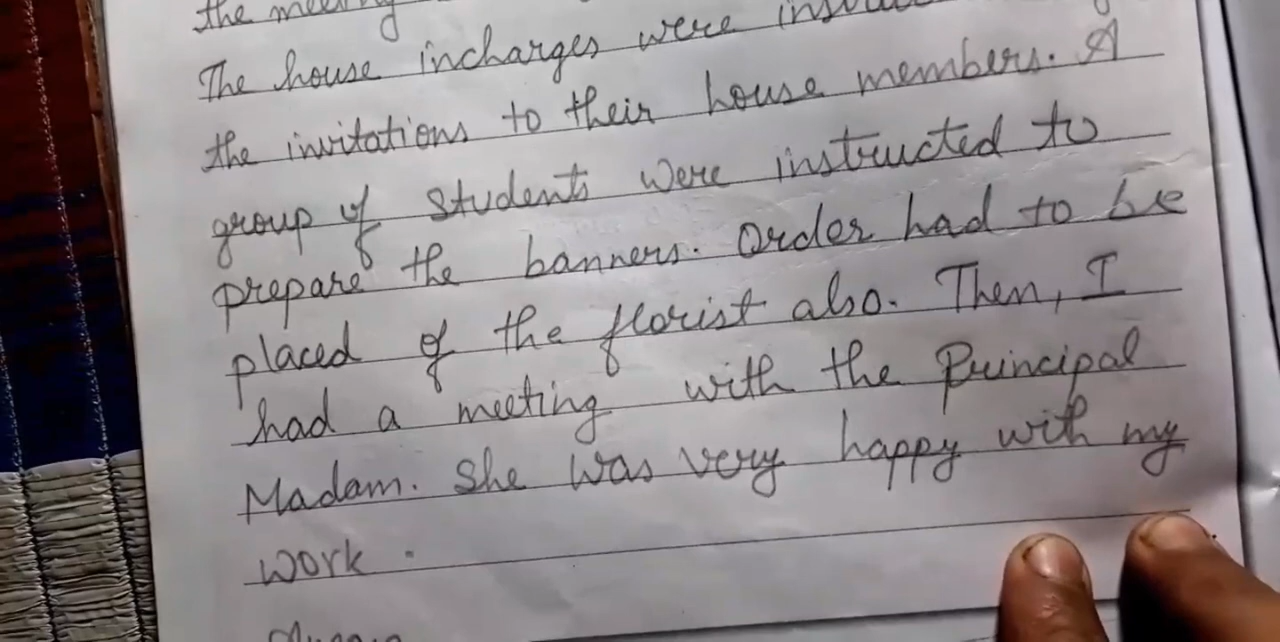 the meeting
The house incharges were
the invitations to their house members. A
group of students were instructed to
prepare the banners. Order had to be
placed of the florist also. Then, I
had a meeting with the Principal
Madam. She was very happy with my
work.